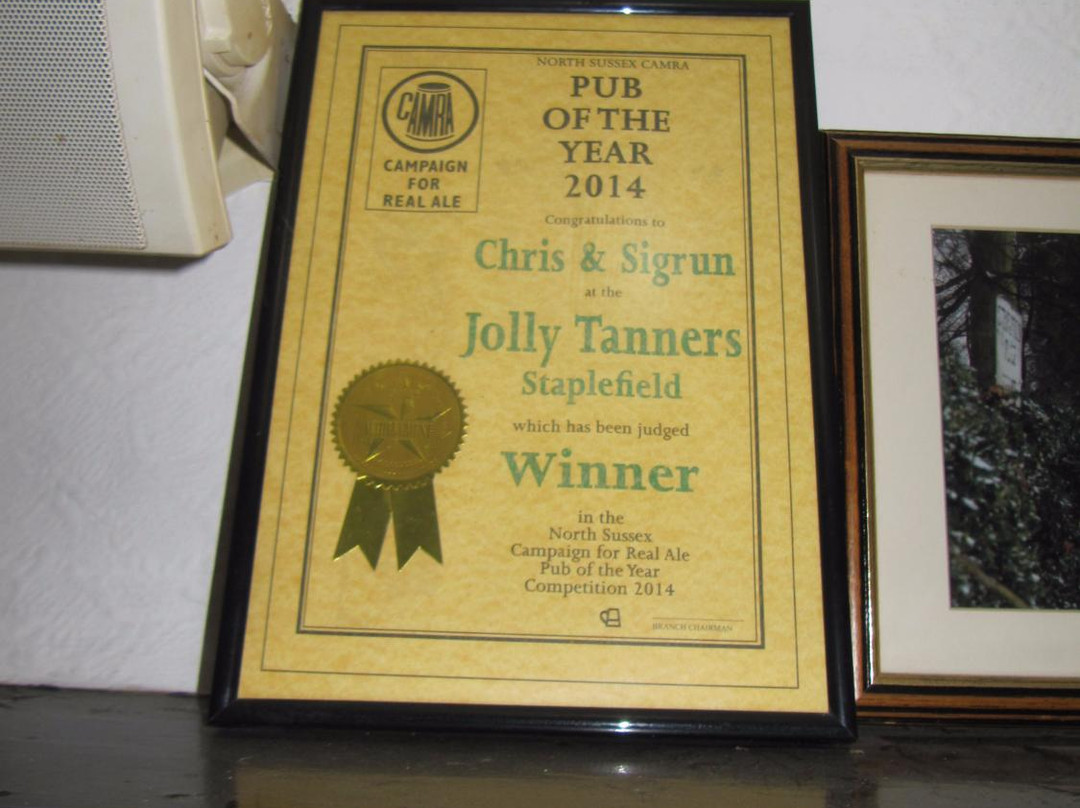 NORTH SUSSEX CAMRA
PUB
OF THE
YEAR
2014
CAMRA
CAMPAIGN
FOR
REAL ALE
Congratulations to
Chris & Sigrun
at the
Jolly Tanners
Staplefield
which has been judged
Winner
in the
North Sussex
Campaign for Real Ale
Pub of the Year
Competition 2014
BRANCH CHAIRMAN